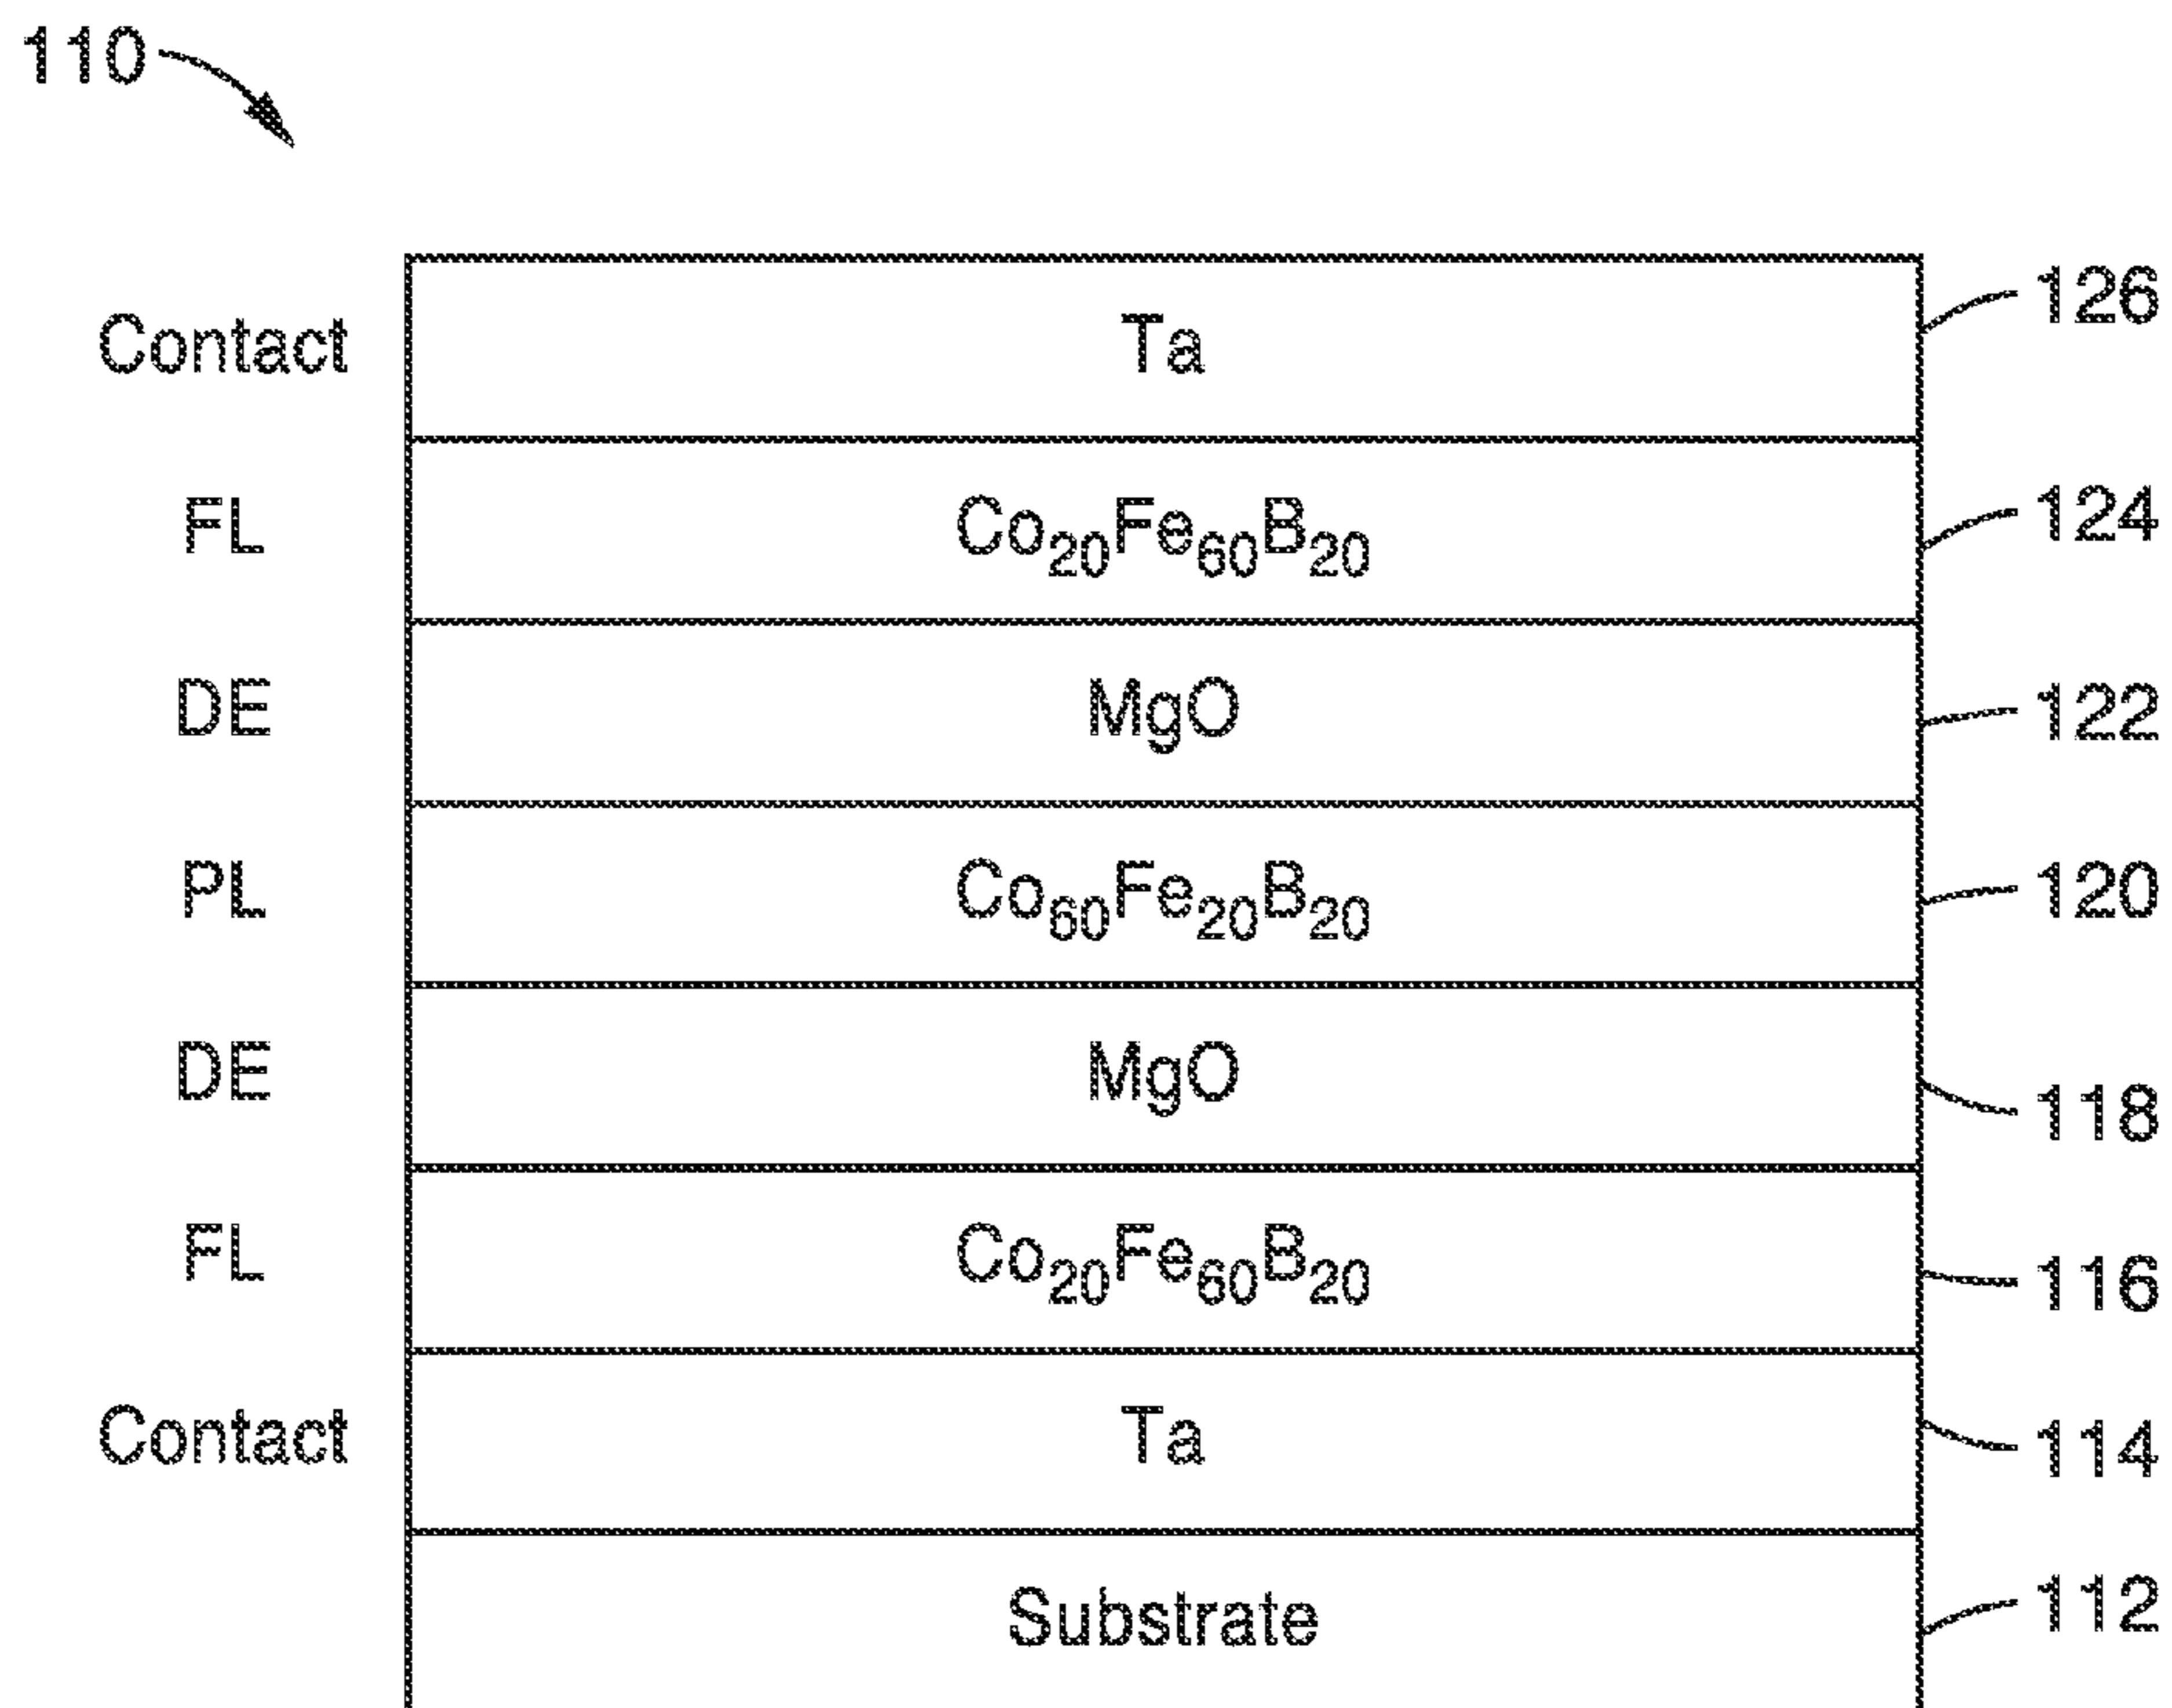 110
Contact Ta 126
FL Co₂₀Fe₆₀B₂₀ 124
DE MgO 122
PL Co₆₀Fe₂₀B₂₀ 120
DE MgO 118
FL Co₂₀Fe₆₀B₂₀ 116
Contact Ta 114
Substrate 112